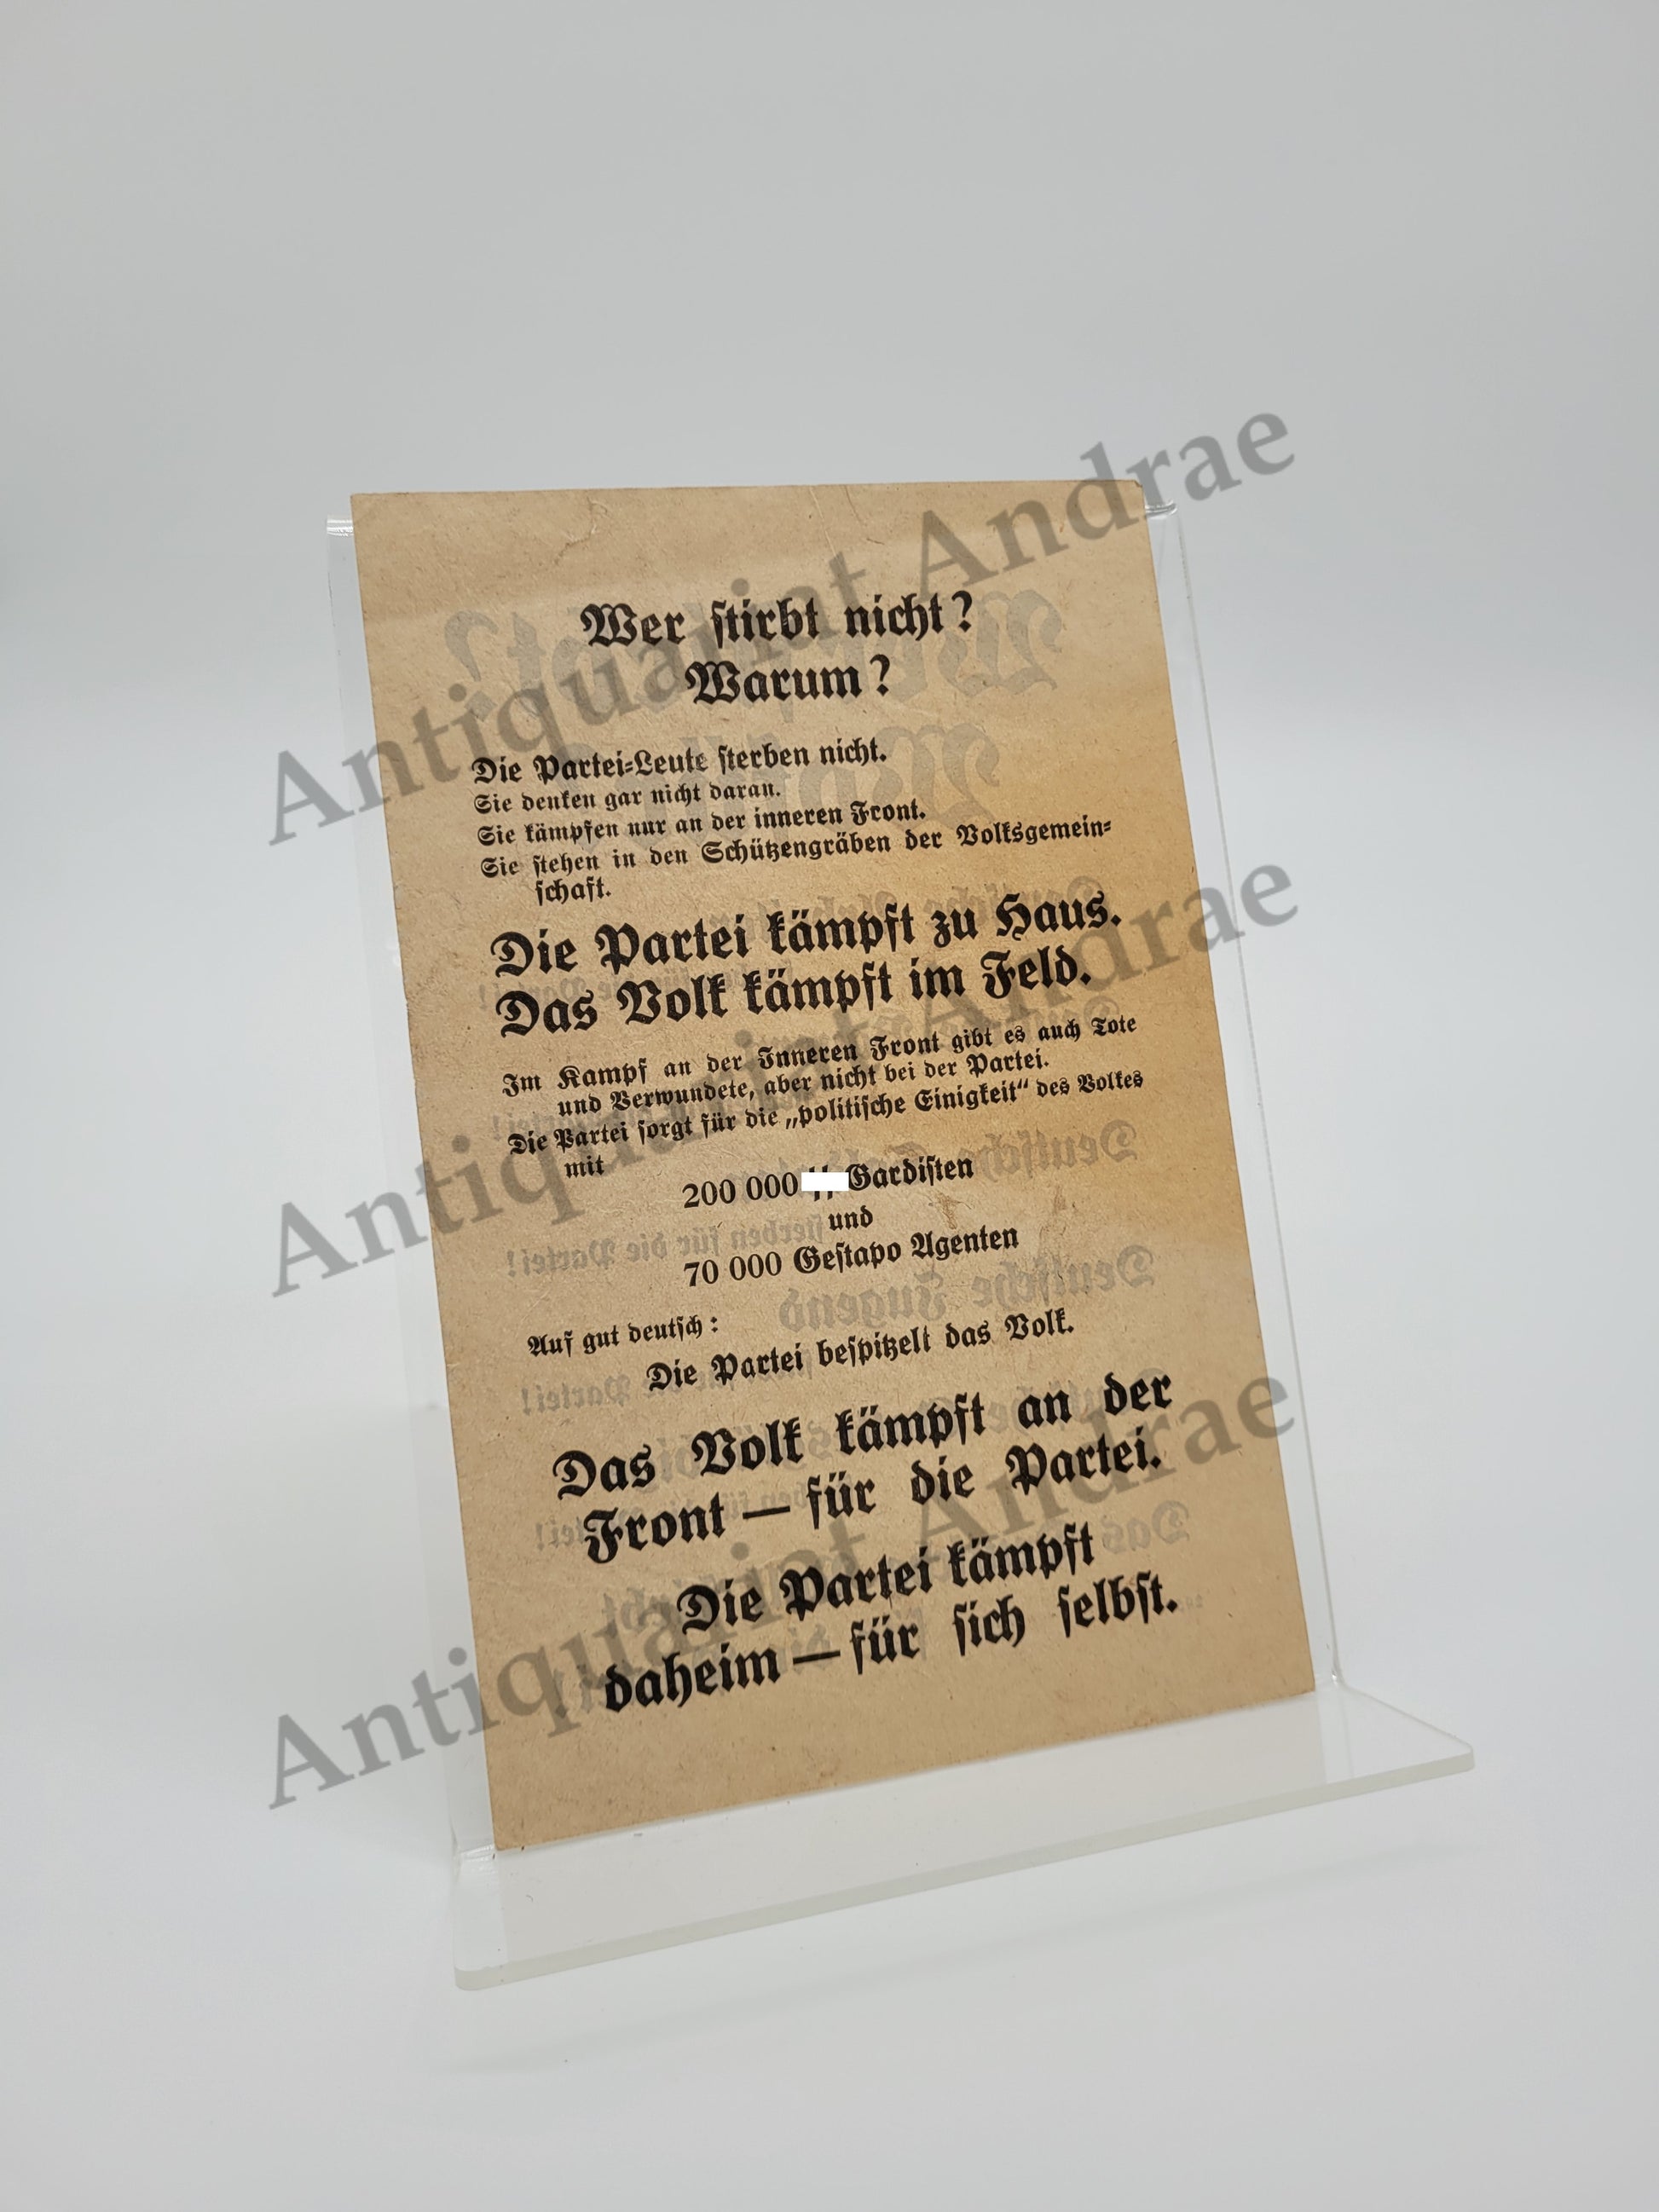 Wer stirbt nicht?
Warum?
Die Partei-Leute sterben nicht.
Sie denken gar nicht daran.
Sie kämpfen nur an der inneren Front.
Sie stehen in den Schützengräben der Volksgemein-
schaft.
Die Partei kämpft zu Haus.
Das Volk kämpft im Feld.
Im Kampf an der Inneren Front gibt es auch Tote
und Verwundete, aber nicht bei der Partei.
Die Partei sorgt für die „politische Einigkeit“ des Volkes
mit
200 000 Gardisten
und
70 000 Gestapo Agenten
Auf gut deutsch:
Die Partei bespitzelt das Volk.
Das Volk kämpft an der
Front — für die Partei.
Die Partei kämpft
daheim — für sich selbst.
Antiquariat Andrae
Antiquariat Andrae
Antiquariat Andrae